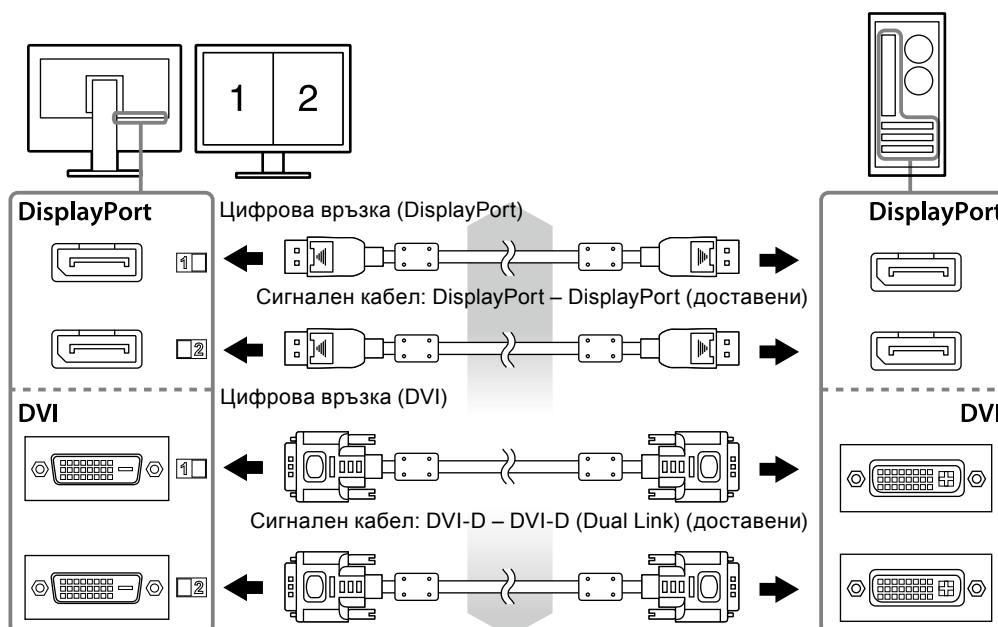 1 2
DisplayPort
Цифрова връзка (DisplayPort)
DisplayPort
1
Сигнален кабел: DisplayPort – DisplayPort (доставени)
2
DVI
Цифрова връзка (DVI)
DVI
1
Сигнален кабел: DVI-D – DVI-D (Dual Link) (доставени)
2